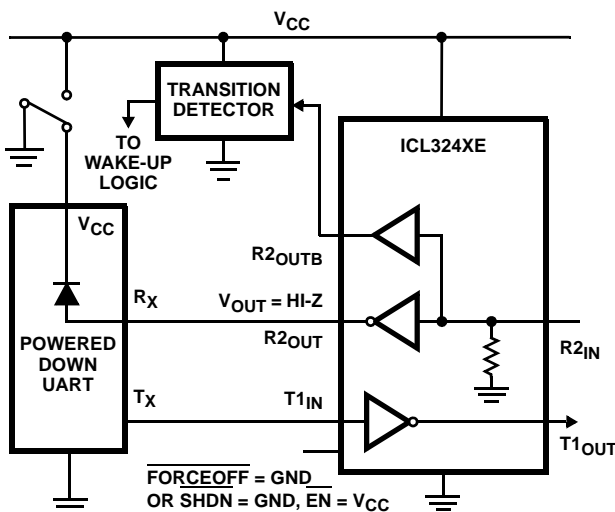 VCC
TRANSITION
DETECTOR
TO
WAKE-UP
LOGIC
ICL324XE
VCC
R2OUTB
RX
VOUT = HI-Z
R2OUT
R2IN
POWERED
DOWN
UART
TX
T1IN
T1OUT
FORCEOFF = GND
OR SHDN = GND, EN = VCC